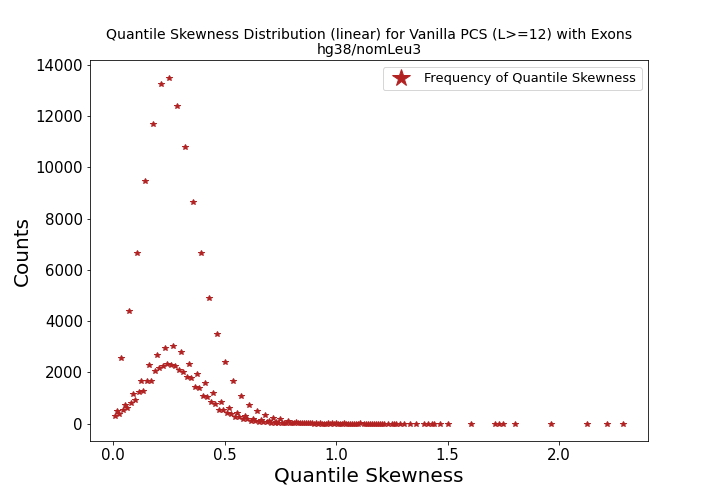 Quantile Skewness Distribution (linear) for Vanilla PCS (L>=12) with Exons
hg38/nomLeu3
Frequency of Quantile Skewness
14000
12000
10000
8000
6000
4000
2000
0
Counts
0.0 0.5 1.0 1.5 2.0
Quantile Skewness